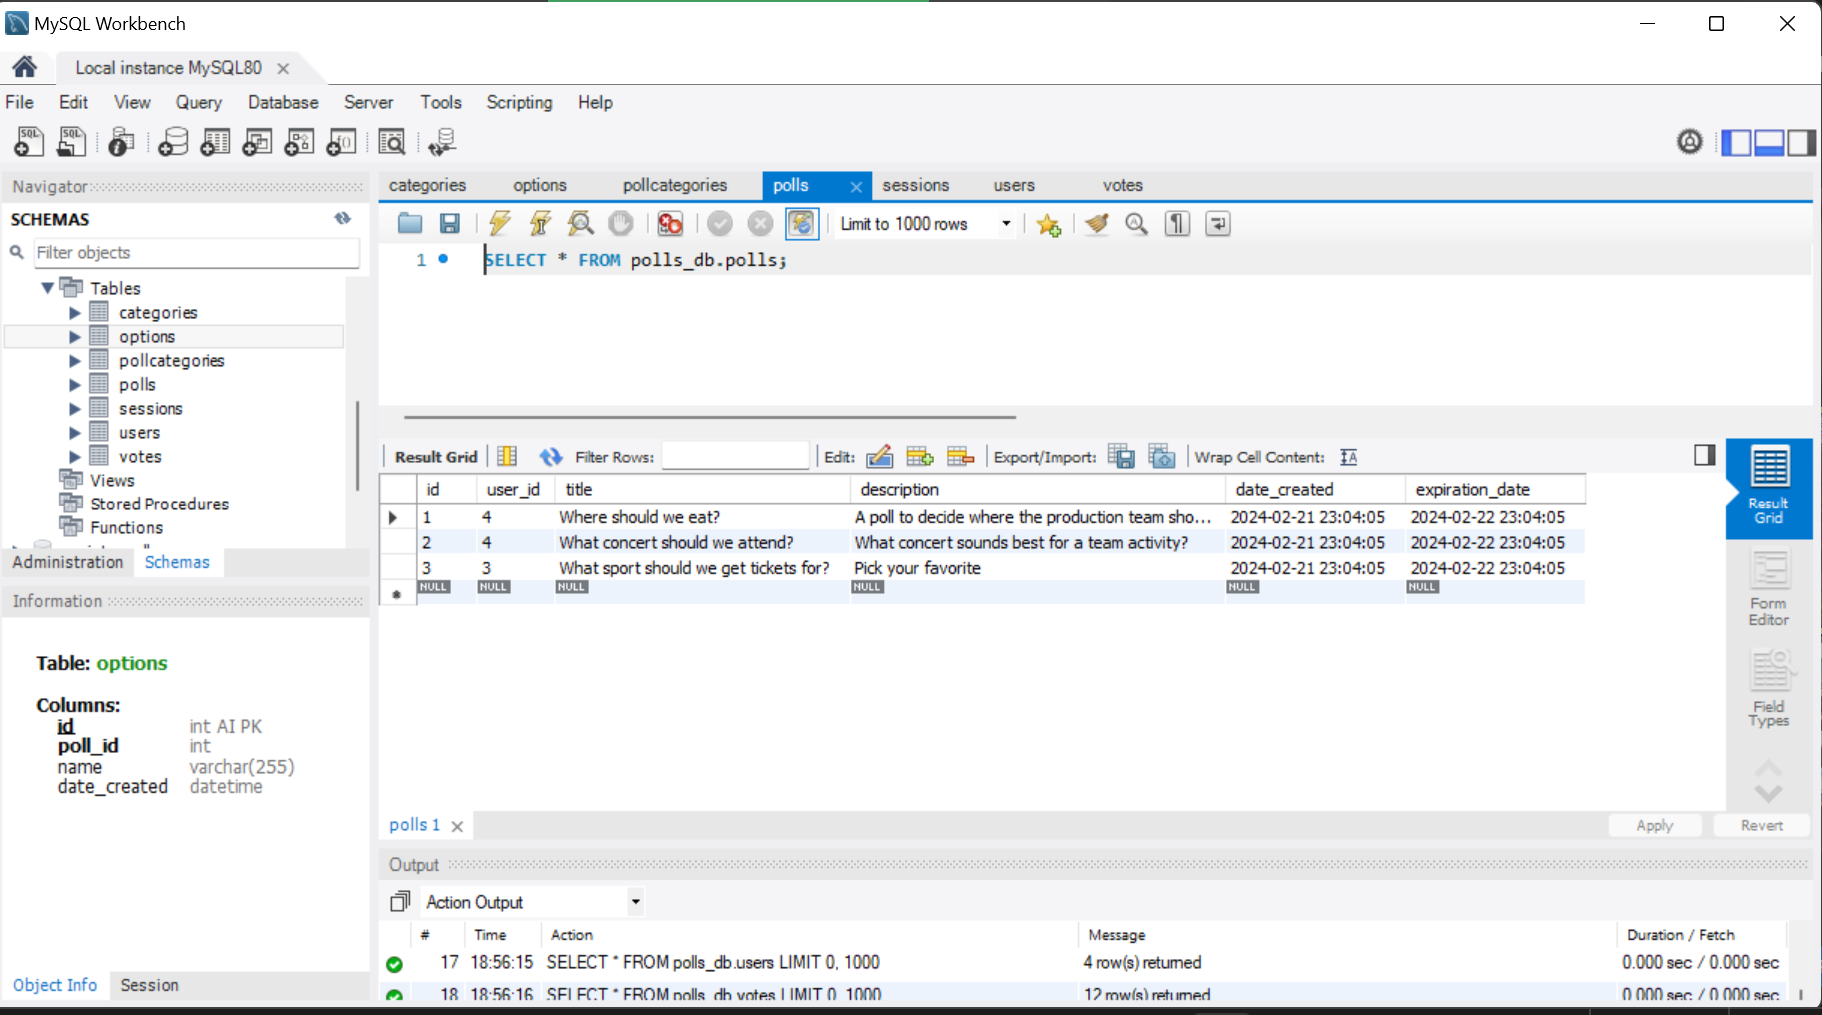 MySQL Workbench
Local instance MySQL80
File Edit View Query Database Server Tools Scripting Help
Navigator
SCHEMAS
Filter objects
Tables
categories
options
pollcategories
polls
sessions
users
votes
Views
Stored Procedures
Functions
Administration Schemas
Information
Table: options
Columns:
id int AI PK
poll_id int
name varchar(255)
date_created datetime
Object Info Session
categories options pollcategories polls sessions users votes
Limit to 1000 rows
1 SELECT * FROM polls_db.polls;
Result Grid Filter Rows: Edit: Export/Import: Wrap Cell Content:
id user_id title description date_created expiration_date
1 4 Where should we eat? A poll to decide where the production team sho... 2024-02-21 23:04:05 2024-02-22 23:04:05
2 4 What concert should we attend? What concert sounds best for a team activity? 2024-02-21 23:04:05 2024-02-22 23:04:05
3 3 What sport should we get tickets for? Pick your favorite 2024-02-21 23:04:05 2024-02-22 23:04:05
NULL NULL NULL NULL NULL NULL
Result
Grid
Form
Editor
Field
Types
polls 1
Apply Revert
Output
Action Output
# Time Action Message Duration / Fetch
17 18:56:15 SELECT * FROM polls_db.users LIMIT 0, 1000 4 row(s) returned 0.000 sec / 0.000 sec
18 18:56:16 SELECT * FROM polls_db.votes LIMIT 0, 1000 12 row(s) returned 0.000 sec / 0.000 sec